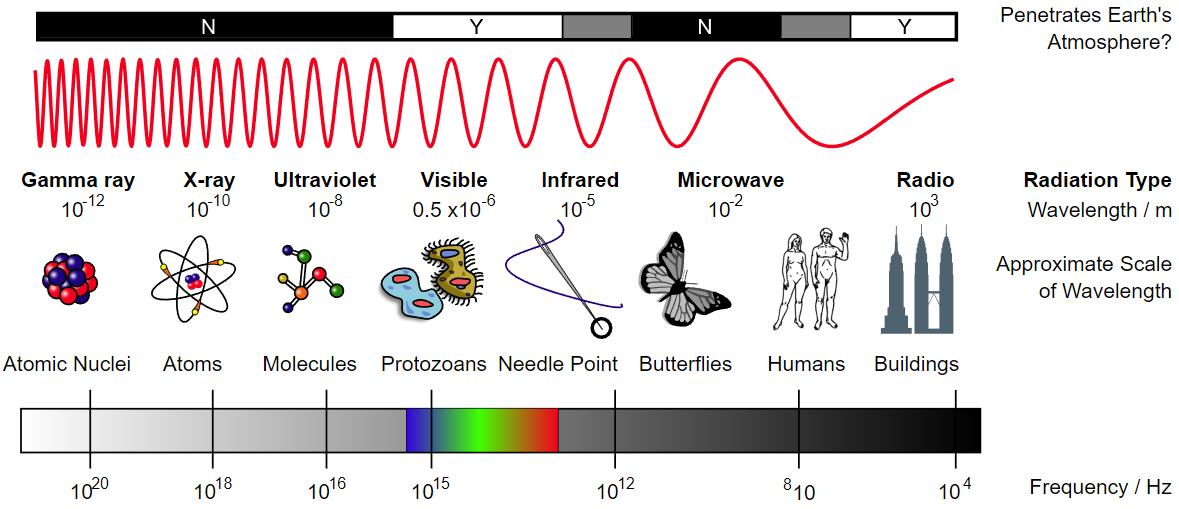 N Y N Y Penetrates Earth's
Atmosphere?
Gamma ray X-ray Ultraviolet Visible Infrared Microwave Radio Radiation Type
10-12 10-10 10-8 0.5 x10-6 10-5 10-2 103 Wavelength / m
Approximate Scale
of Wavelength
Atomic Nuclei Atoms Molecules Protozoans Needle Point Butterflies Humans Buildings
1020 1018 1016 1015 1012 810 104 Frequency / Hz